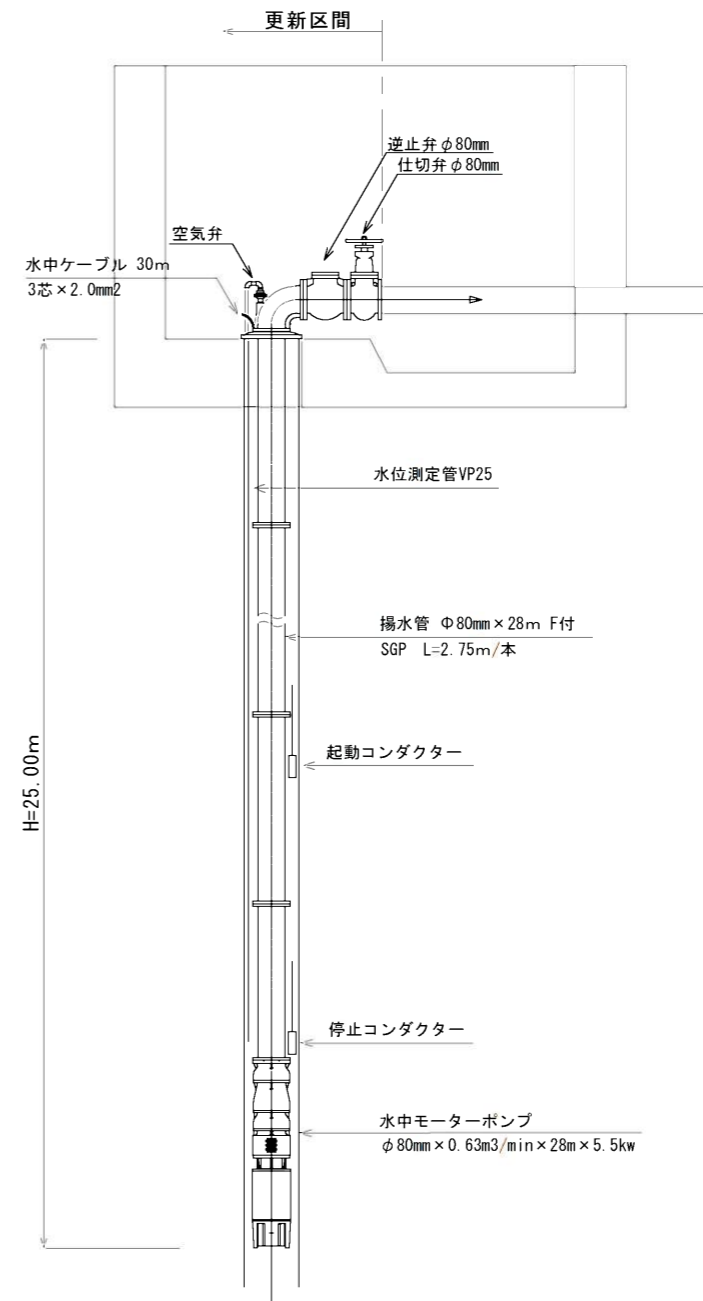 更新区間
逆止弁φ80mm
仕切弁φ80mm
空気弁
水中ケーブル 30m
3芯×2.0mm2
水位測定管VP25
揚水管 Φ80mm×28m F付
SGP L=2.75m/本
起動コンダクター
H=25.00m
停止コンダクター
水中モーターポンプ
φ80mm×0.63m3/min×28m×5.5kw